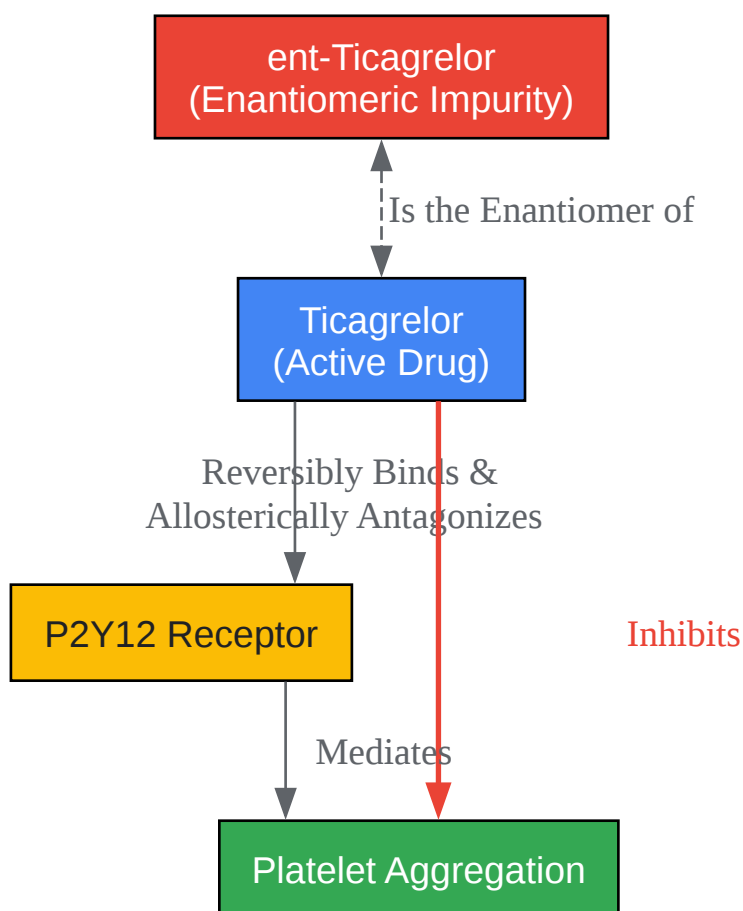 ent-Ticagrelor
(Enantiomeric Impurity)
Is the Enantiomer of
Ticagrelor
(Active Drug)
Reversibly Binds &
Allosterically Antagonizes
P2Y12 Receptor
Inhibits
Mediates
Platelet Aggregation